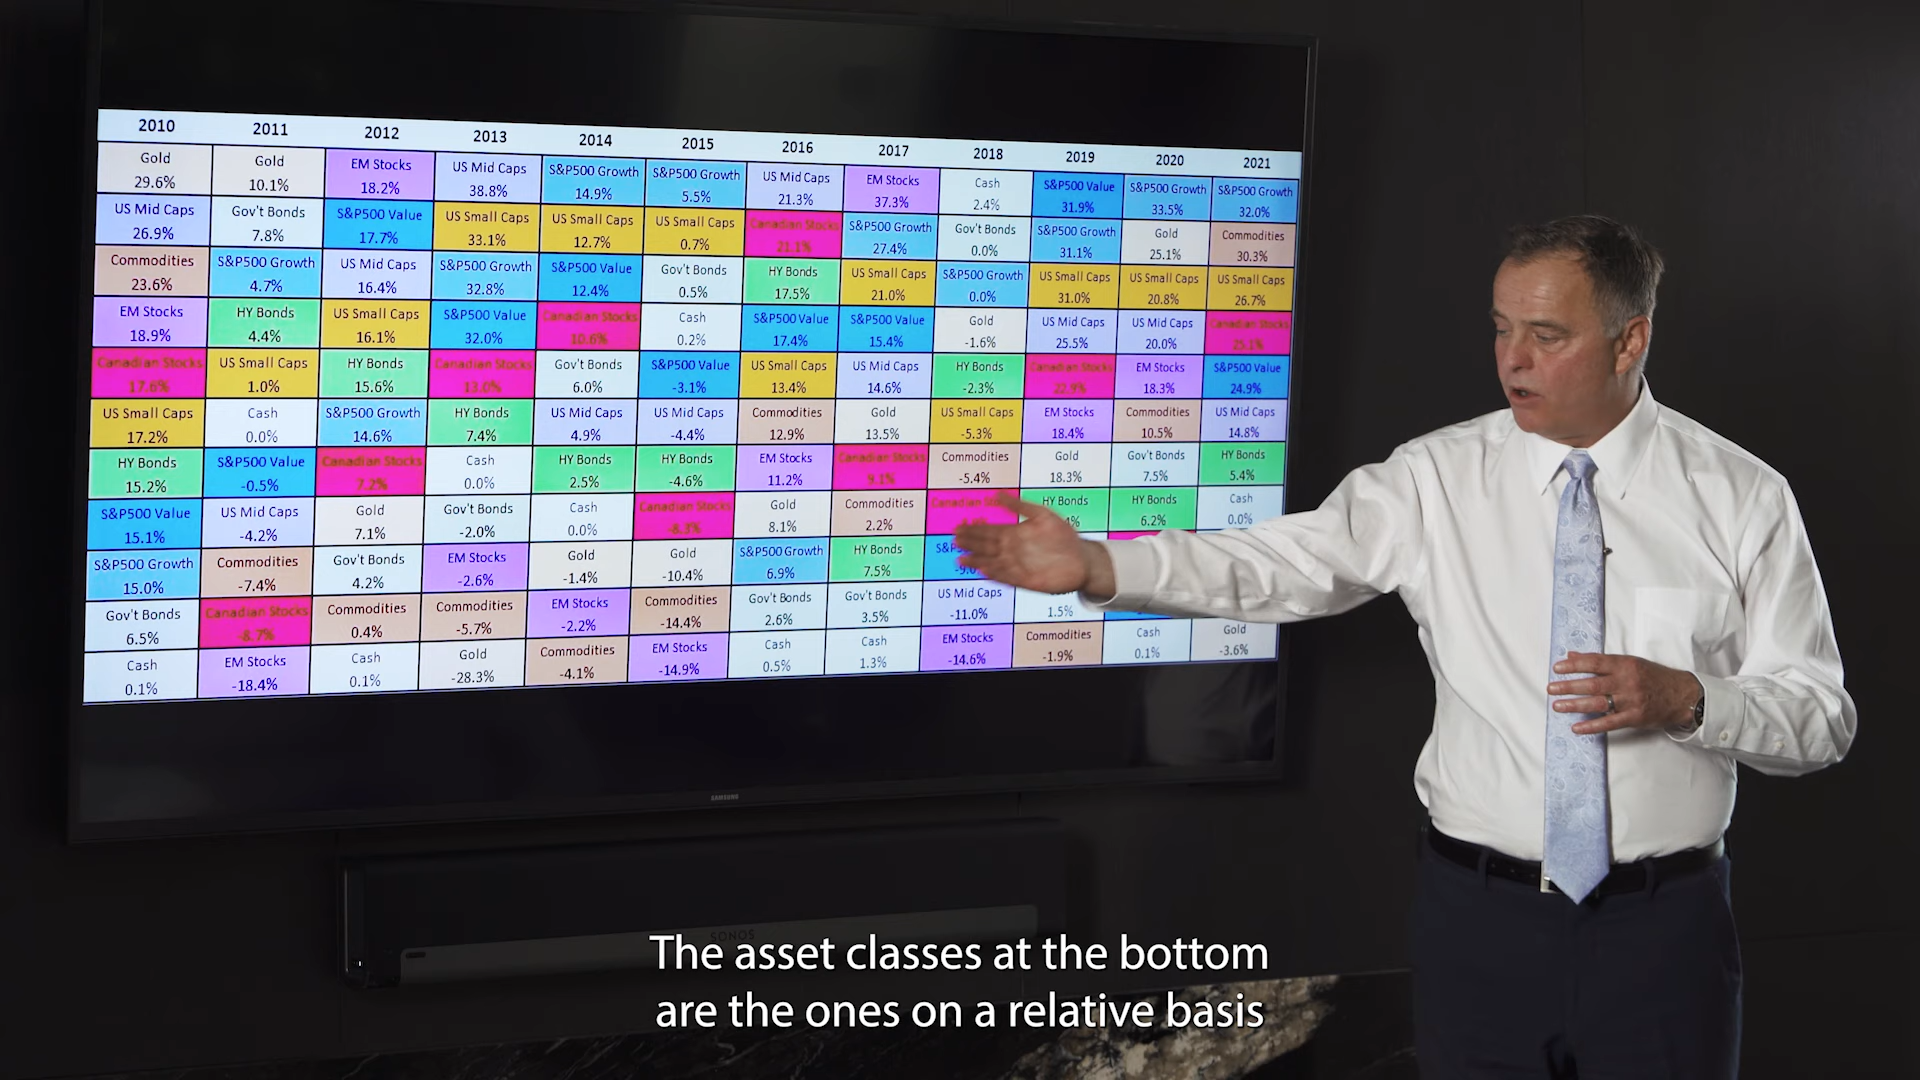 2010 2011 2012 2013 2014 2015 2016 2017 2018 2019 2020 2021
Gold Gold EM Stocks US Mid Caps S&P500 Growth S&P500 Growth US Mid Caps EM Stocks Cash S&P500 Value S&P500 Growth S&P500 Growth
29.6% 10.1% 18.2% 38.8% 14.9% 5.5% 21.3% 37.3% 2.4% 31.9% 33.5% 32.0%
US Mid Caps Gov't Bonds S&P500 Value US Small Caps US Small Caps US Small Caps Canadian Stocks S&P500 Growth Gov't Bonds S&P500 Growth Gold Commodities
26.9% 7.8% 17.7% 33.1% 12.7% 0.7% 21.1% 27.4% 0.0% 31.1% 25.1% 30.3%
Commodities S&P500 Growth US Mid Caps S&P500 Growth S&P500 Value Gov't Bonds HY Bonds US Small Caps S&P500 Growth US Small Caps US Small Caps US Small Caps
23.6% 4.7% 16.4% 32.8% 12.4% 0.5% 17.5% 21.0% 0.0% 31.0% 20.8% 26.7%
EM Stocks HY Bonds US Small Caps S&P500 Value Canadian Stocks Cash S&P500 Value S&P500 Value Gold US Mid Caps US Mid Caps Canadian Stocks
18.9% 4.4% 16.1% 32.0% 10.6% 0.2% 17.4% 15.4% -1.6% 25.5% 20.0% 25.1%
Canadian Stocks US Small Caps HY Bonds Canadian Stocks Gov't Bonds S&P500 Value US Small Caps US Mid Caps HY Bonds Canadian Stocks EM Stocks S&P500 Value
17.6% 1.0% 15.6% 13.0% 6.0% -3.1% 13.4% 14.6% -2.3% 22.9% 18.3% 24.9%
US Small Caps Cash S&P500 Growth HY Bonds US Mid Caps US Mid Caps Commodities Gold US Small Caps EM Stocks Commodities US Mid Caps
17.2% 0.0% 14.6% 7.4% 4.9% -4.4% 12.9% 13.5% -5.3% 18.4% 10.5% 14.8%
HY Bonds S&P500 Value Canadian Stocks Cash HY Bonds HY Bonds EM Stocks Canadian Stocks Commodities Gold Gov't Bonds HY Bonds
15.2% -0.5% 7.2% 0.0% 2.5% -4.6% 11.2% 9.1% -5.4% 18.3% 7.5% 5.4%
S&P500 Value US Mid Caps Gold Gov't Bonds Cash Canadian Stocks Gold Commodities Canadian HY Bonds HY Bonds Cash
15.1% -4.2% 7.1% -2.0% 0.0% -8.3% 8.1% 2.2% 6.2% 0.0%
S&P500 Growth Commodities Gov't Bonds EM Stocks Gold Gold S&P500 Growth HY Bonds
15.0% -7.4% 4.2% -2.6% -1.4% -10.4% 6.9% 7.5%
Gov't Bonds Canadian Stocks Commodities Commodities EM Stocks Commodities Gov't Bonds Gov't Bonds US Mid Caps
6.5% -8.7% 0.4% -5.7% -2.2% -14.4% 2.6% 3.5% -11.0% 1.5%
Cash EM Stocks Cash Gold Commodities EM Stocks Cash Cash EM Stocks Commodities Cash Gold
0.1% -18.4% 0.1% -28.3% -4.1% -14.9% 0.5% 1.3% -14.6% -1.9% 0.1% -3.6%
SAMSUNG
SONOS
The asset classes at the bottom
are the ones on a relative basis